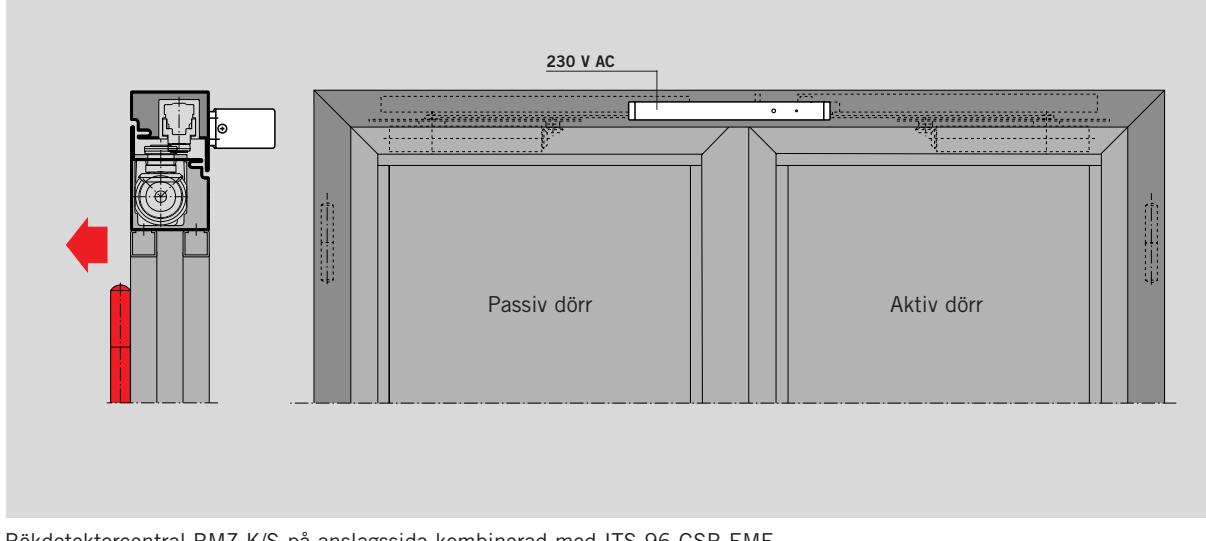 230 V AC
Passiv dörr
Aktiv dörr
Rökdetektorcentral RMZ-K/S på anslagssida kombinerad med ITS 96 GSR-EMF